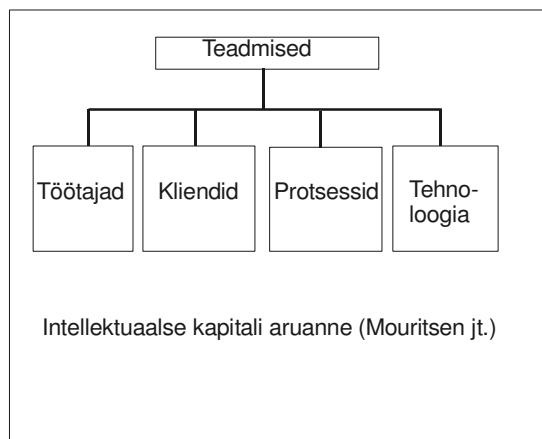 Teadmised
Töötajad
Kliendid
Protsessid
Tehno-
loogia
Intellektuaalse kapitali aruanne (Mouritsen jt.)